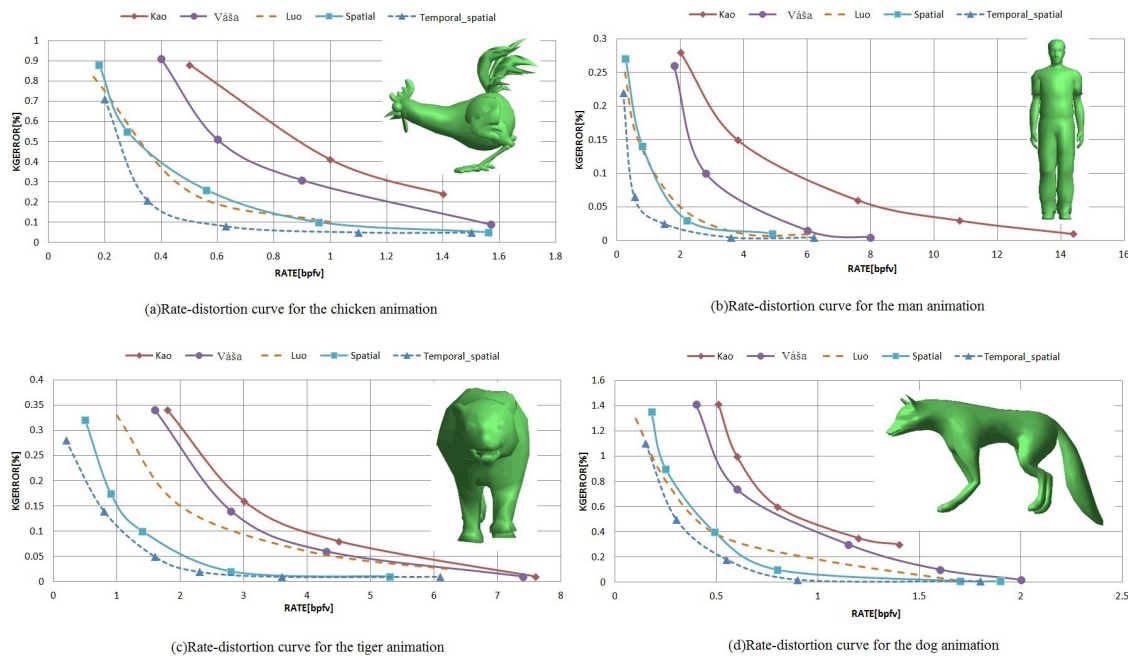 Kao Váša Luo Spatial Temporal_spatial
1
0.9
0.8
0.7
0.6
0.5
0.4
0.3
0.2
0.1
0
KGERROR[%]
0 0.2 0.4 0.6 0.8 1 1.2 1.4 1.6 1.8
RATE[bpfv]
(a)Rate-distortion curve for the chicken animation
Kao Váša Luo Spatial Temporal_spatial
0.3
0.25
0.2
0.15
0.1
0.05
0
KGERROR[%]
0 2 4 6 8 10 12 14 16
RATE[bpfv]
(b)Rate-distortion curve for the man animation
Kao Váša Luo Spatial Temporal_spatial
0.4
0.35
0.3
0.25
0.2
0.15
0.1
0.05
0
KGERROR[%]
0 1 2 3 4 5 6 7 8
RATE[bpfv]
(c)Rate-distortion curve for the tiger animation
Kao Váša Luo Spatial Temporal_spatial
1.6
1.4
1.2
1
0.8
0.6
0.4
0.2
0
KGERROR[%]
0 0.5 1 1.5 2 2.5
RATE[bpfv]
(d)Rate-distortion curve for the dog animation